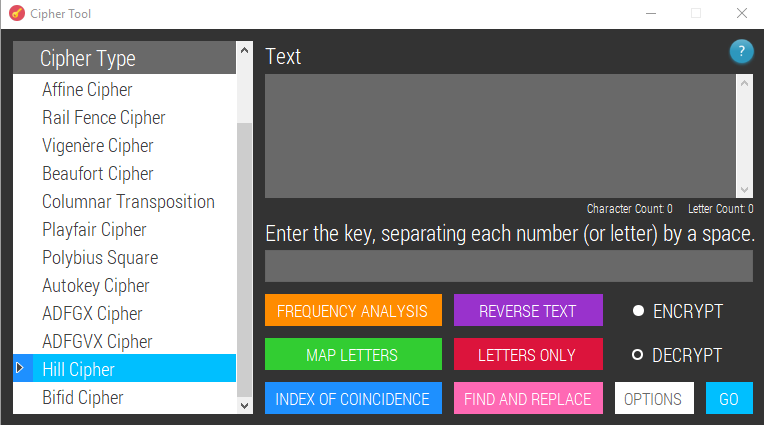 Cipher Tool
Cipher Type
Affine Cipher
Rail Fence Cipher
Vigenère Cipher
Beaufort Cipher
Columnar Transposition
Playfair Cipher
Polybius Square
Autokey Cipher
ADFGX Cipher
ADFGVX Cipher
Hill Cipher
Bifid Cipher
Text
?
Character Count: 0 Letter Count: 0
Enter the key, separating each number (or letter) by a space.
FREQUENCY ANALYSIS REVERSE TEXT ENCRYPT
MAP LETTERS LETTERS ONLY DECRYPT
INDEX OF COINCIDENCE FIND AND REPLACE OPTIONS GO